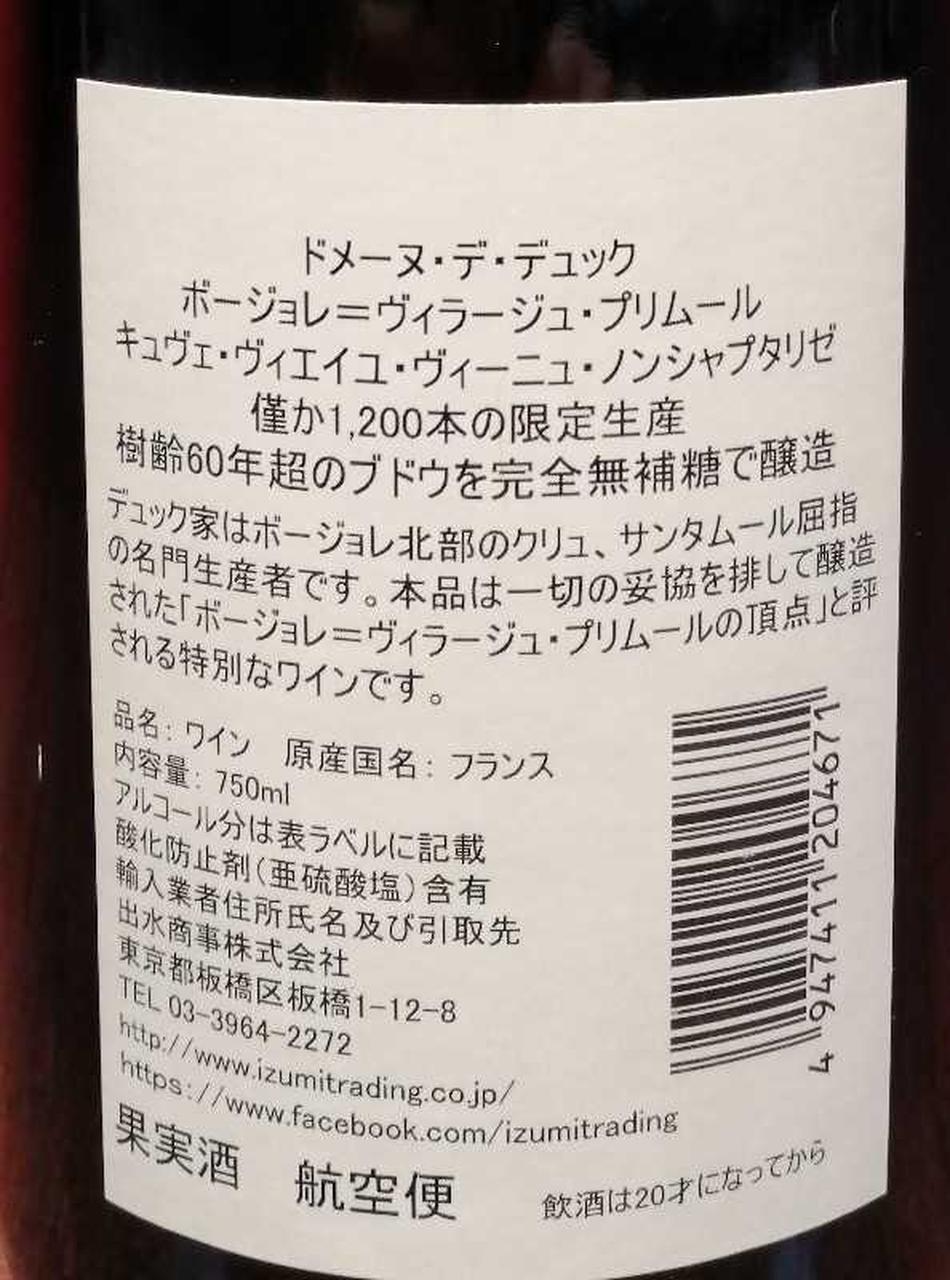 ドメーヌ・デ・デュック
ボージョレ＝ヴィラージュ・プリムール
キュヴェ・ヴィエイユ・ヴィーニュ・ノンシャプタリゼ
僅か1,200本の限定生産
樹齢60年超のブドウを完全無補糖で醸造
デュック家はボージョレ北部のクリュ、サンタムール屈指
の名門生産者です。本品は一切の妥協を排して醸造
された「ボージョレ＝ヴィラージュ・プリムールの頂点」と評
される特別なワインです。
品名: ワイン　原産国名: フランス
内容量: 750ml
アルコール分は表ラベルに記載
酸化防止剤(亜硫酸塩)含有
輸入業者住所氏名及び引取先
出水商事株式会社
東京都板橋区板橋1-12-8
TEL 03-3964-2272
http://www.izumitrading.co.jp/
https://www.facebook.com/izumitrading
果実酒　航空便
飲酒は20才になってから
4 947411 204671